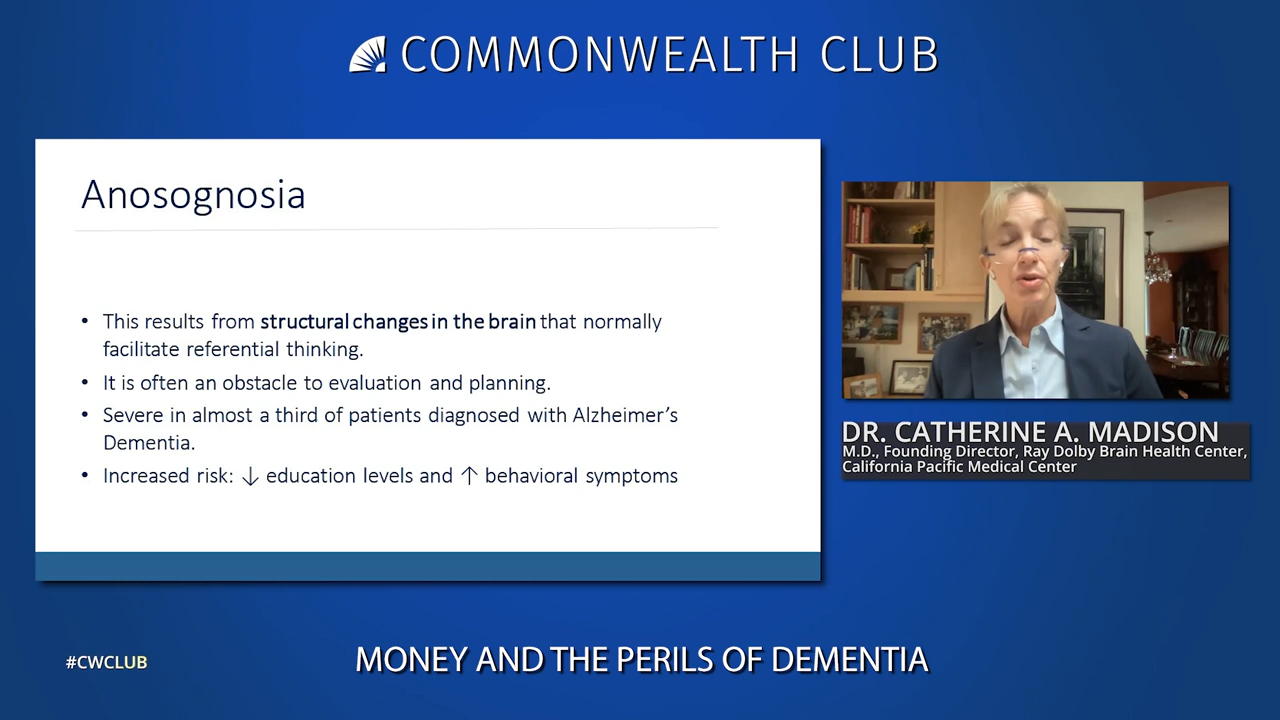 COMMONWEALTH CLUB
Anosognosia
• This results from structural changes in the brain that normally
facilitate referential thinking.
• It is often an obstacle to evaluation and planning.
• Severe in almost a third of patients diagnosed with Alzheimer's
Dementia.
• Increased risk: ↓ education levels and ↑ behavioral symptoms
DR. CATHERINE A. MADISON
M.D., Founding Director, Ray Dolby Brain Health Center,
California Pacific Medical Center
#CWCLUB
MONEY AND THE PERILS OF DEMENTIA